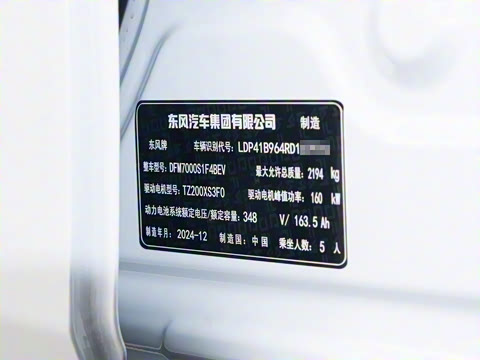 东风汽车集团有限公司 制造
东风牌 车辆识别代号: LDP41B964RD1
整车型号: DFM7000S1F4BEV 最大允许总质量: 2194 kg
驱动电机型号: TZ200XS3F0 驱动电机峰值功率: 160 kW
动力电池系统额定电压/额定容量: 348 V/ 163.5 Ah
制造年月: 2024-12 制造国: 中国 乘坐人数: 5 人